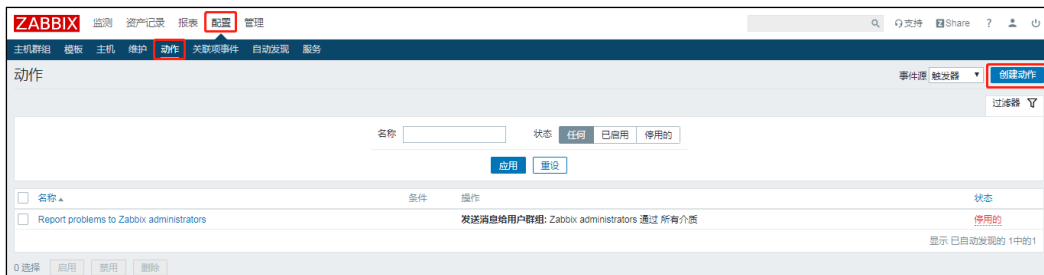 ZABBIX 监测 资产记录 报表 配置 管理 支持 Share ?
主机群组 模板 主机 维护 动作 关联项事件 自动发现 服务
动作 事件源 触发器 创建动作
过滤器
名称 状态 任何 已启用 停用的
应用 重设
名称 条件 操作 状态
Report problems to Zabbix administrators 发送消息给用户群组: Zabbix administrators 通过 所有介质 停用的
显示 已自动发现的 1中的1
0 选择 启用 禁用 删除